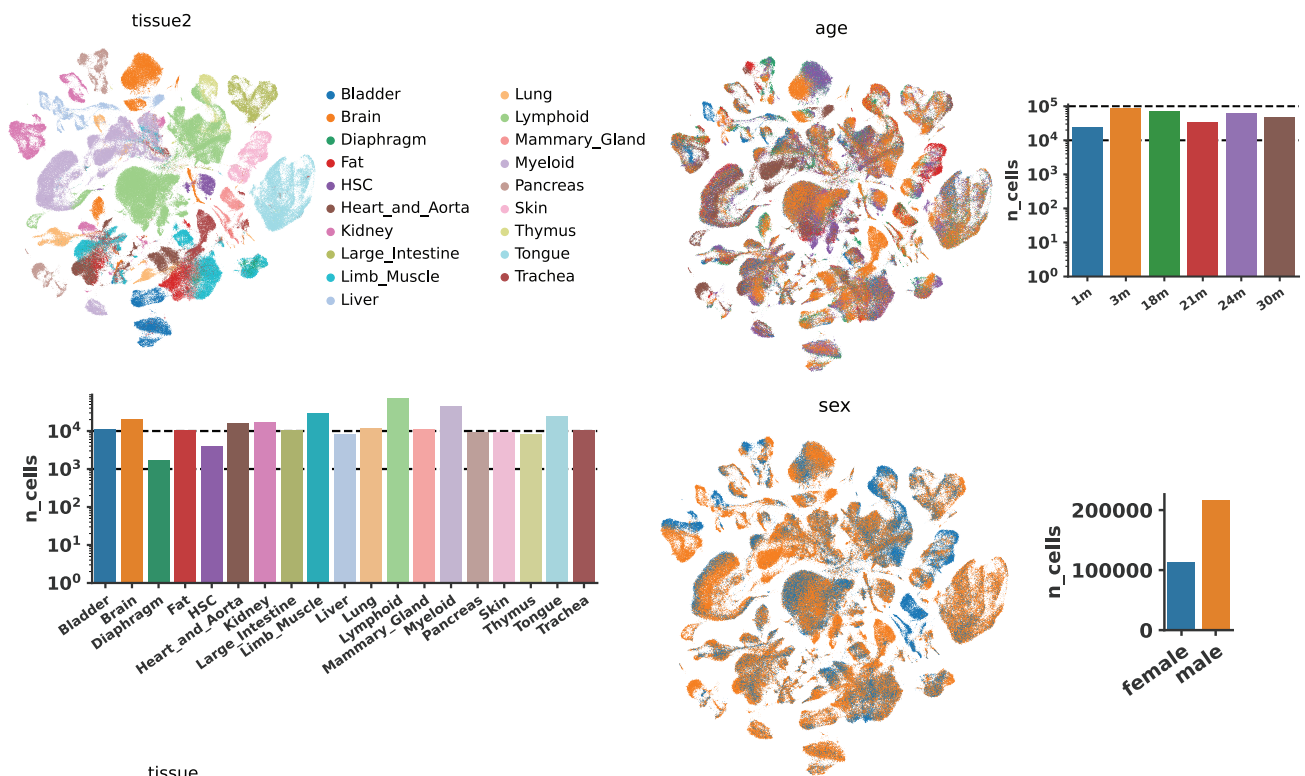 tissue2
Bladder
Brain
Diaphragm
Fat
HSC
Heart_and_Aorta
Kidney
Large_Intestine
Limb_Muscle
Liver
Lung
Lymphoid
Mammary_Gland
Myeloid
Pancreas
Skin
Thymus
Tongue
Trachea
age
n_cells
10^5
10^4
10^3
10^2
10^1
10^0
1m
3m
18m
21m
24m
30m
n_cells
10^4
10^3
10^2
10^1
10^0
Bladder
Brain
Diaphragm
Fat
HSC
Heart_and_Aorta
Kidney
Large_Intestine
Limb_Muscle
Liver
Lung
Lymphoid
Mammary_Gland
Myeloid
Pancreas
Skin
Thymus
Tongue
Trachea
sex
n_cells
200000
100000
0
female
male
tissue